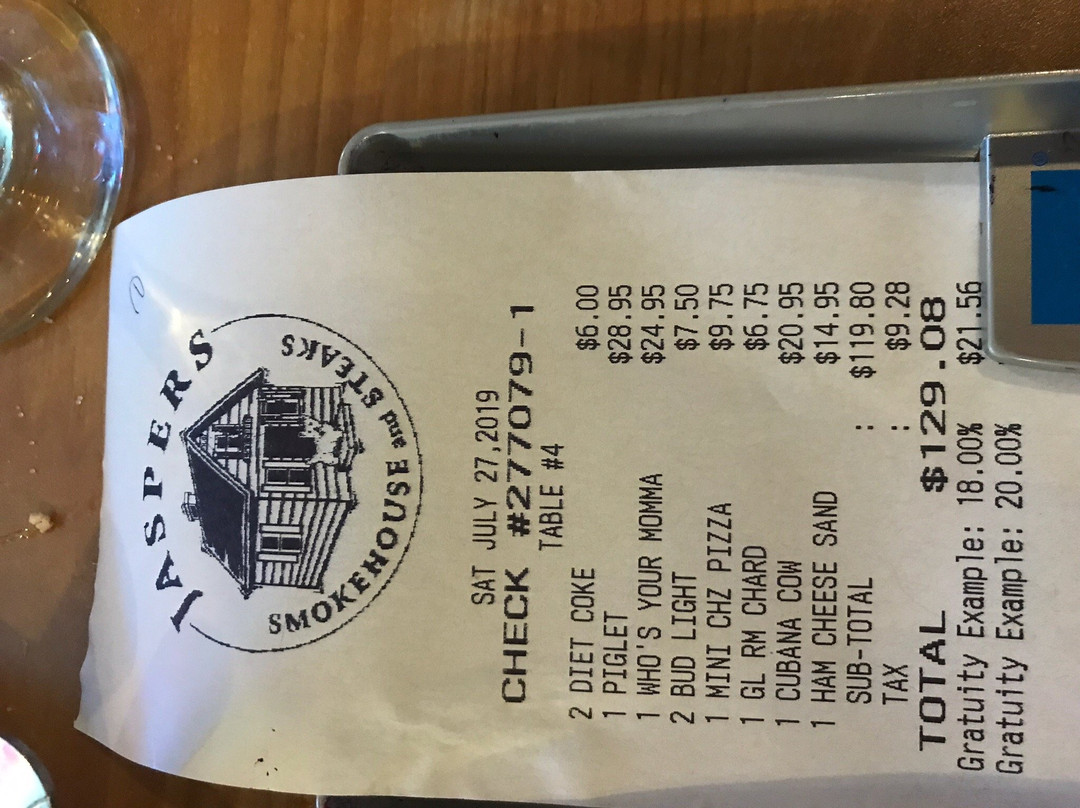 JASPERS
SMOKEHOUSE and STEAKS
SAT JULY 27,2019
CHECK #277079-1
TABLE #4
2 DIET COKE $6.00
1 PIGLET $28.95
1 WHO'S YOUR MOMMA $24.95
2 BUD LIGHT $7.50
1 MINI CHZ PIZZA $9.75
1 GL RM CHARD $6.75
1 CUBANA COW $20.95
1 HAM CHEESE SAND $14.95
SUB-TOTAL : $119.80
TAX : $9.28
TOTAL $129.08
Gratuity Example: 18.00% $21.56
Gratuity Example: 20.00%